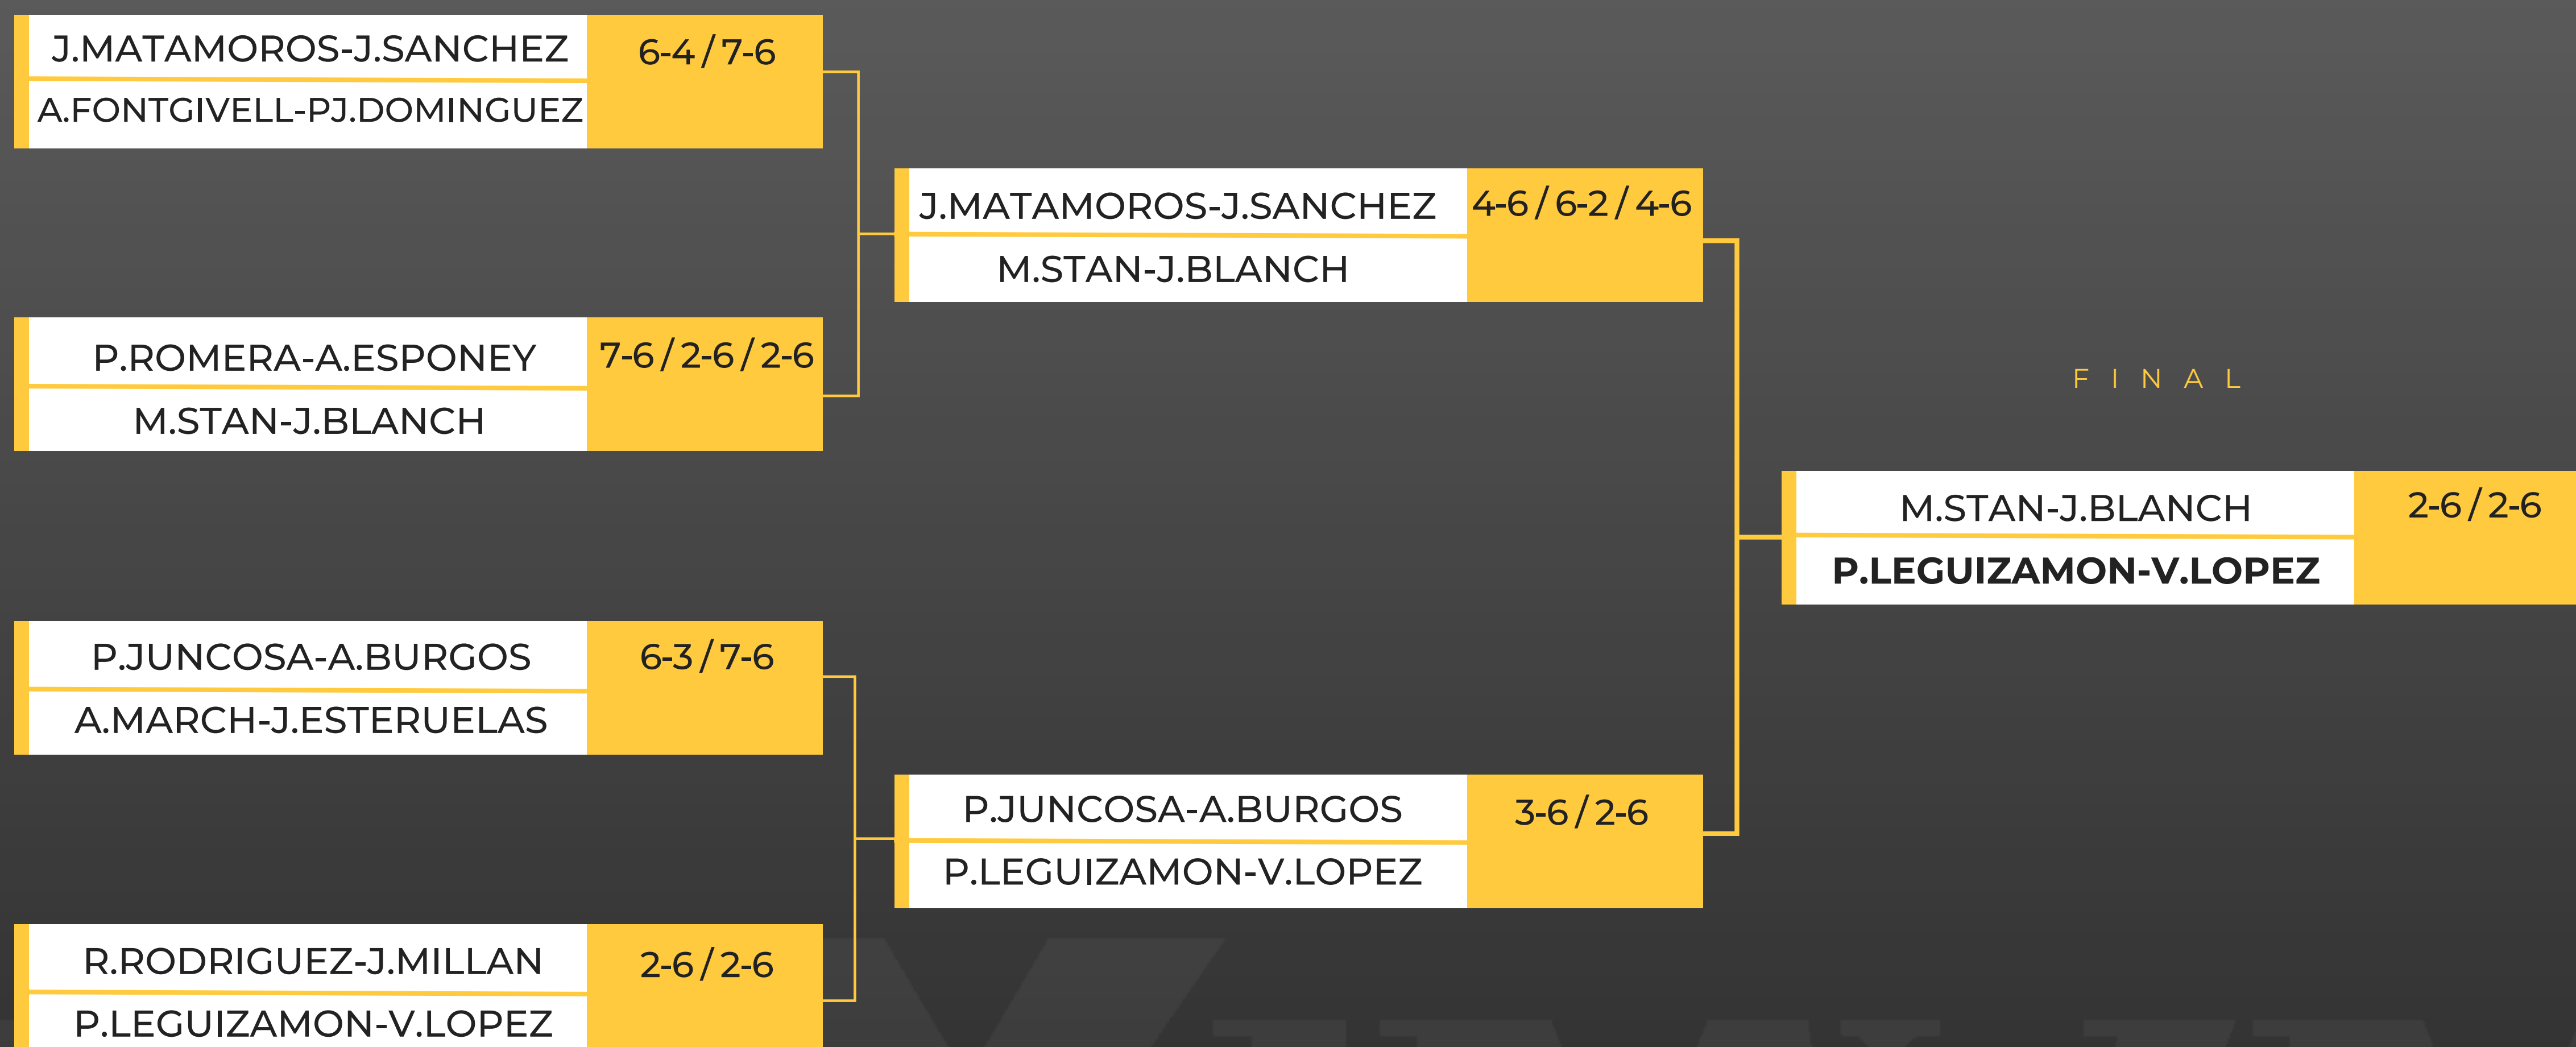 J.MATAMOROS-J.SANCHEZ 6-4 / 7-6
A.FONTGIVELL-PJ.DOMINGUEZ
P.ROMERA-A.ESPONEY 7-6 / 2-6 / 2-6
M.STAN-J.BLANCH
P.JUNCOSA-A.BURGOS 6-3 / 7-6
A.MARCH-J.ESTERUELAS
R.RODRIGUEZ-J.MILLAN 2-6 / 2-6
P.LEGUIZAMON-V.LOPEZ
J.MATAMOROS-J.SANCHEZ 4-6 / 6-2 / 4-6
M.STAN-J.BLANCH
P.JUNCOSA-A.BURGOS 3-6 / 2-6
P.LEGUIZAMON-V.LOPEZ
FINAL
M.STAN-J.BLANCH 2-6 / 2-6
P.LEGUIZAMON-V.LOPEZ